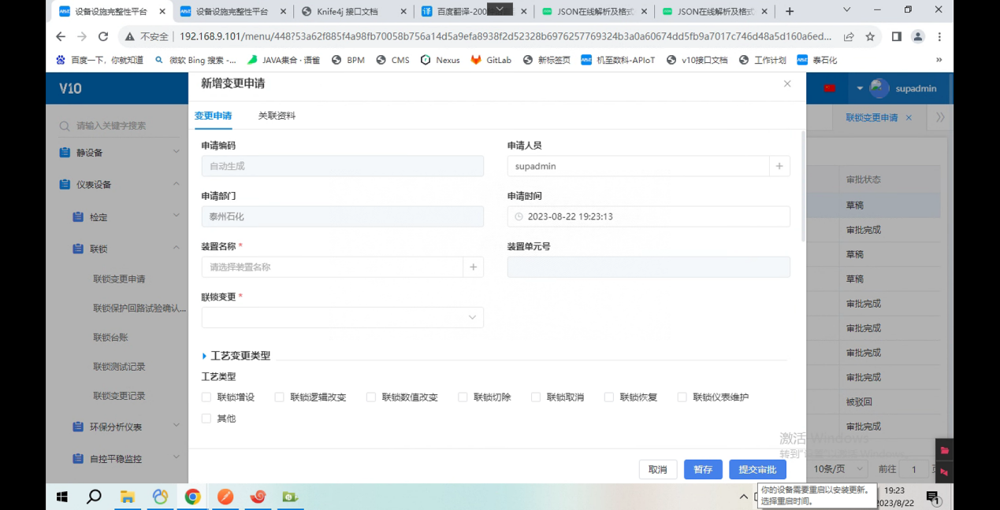 设备设施完整性平台
设备设施完整性平台
Knife4j 接口文档
百度翻译-200
JSON在线解析及格式
JSON在线解析及格式
不安全
192.168.9.101/menu/448?53a62f885f4a98fb70058b756a14d5a9efa8938f2d52328b6976257769324b3a0a60674dd5fb9a7017c746d48a5d160a6ed...
百度一下，你就知道
微软 Bing 搜索 -...
JAVA集合 · 语雀
BPM
CMS
Nexus
GitLab
新标签页
机至数科-APIoT
v10接口文档
工作计划
泰石化
V10
新增变更申请
supadmin
变更申请
关联资料
联锁变更申请
请输入关键字搜索
静设备
仪表设备
检定
联锁
联锁变更申请
联锁保护回路试验确认...
联锁台账
联锁测试记录
联锁变更记录
环保分析仪表
自控平稳监控
申请编码
申请人员
自动生成
supadmin
申请部门
申请时间
泰州石化
2023-08-22 19:23:13
装置名称 *
装置单元号
请选择装置名称
联锁变更 *
工艺变更类型
工艺类型
联锁增设
联锁逻辑改变
联锁数值改变
联锁切除
联锁取消
联锁恢复
联锁仪表维护
其他
审批状态
草稿
审批完成
草稿
草稿
审批完成
审批完成
审批完成
审批完成
被驳回
审批完成
激活 Windows
取消
暂存
提交审批
10条/页
前往
1
你的设备需要重启以安装更新。
选择重启时间。
19:23
2023/8/22
1